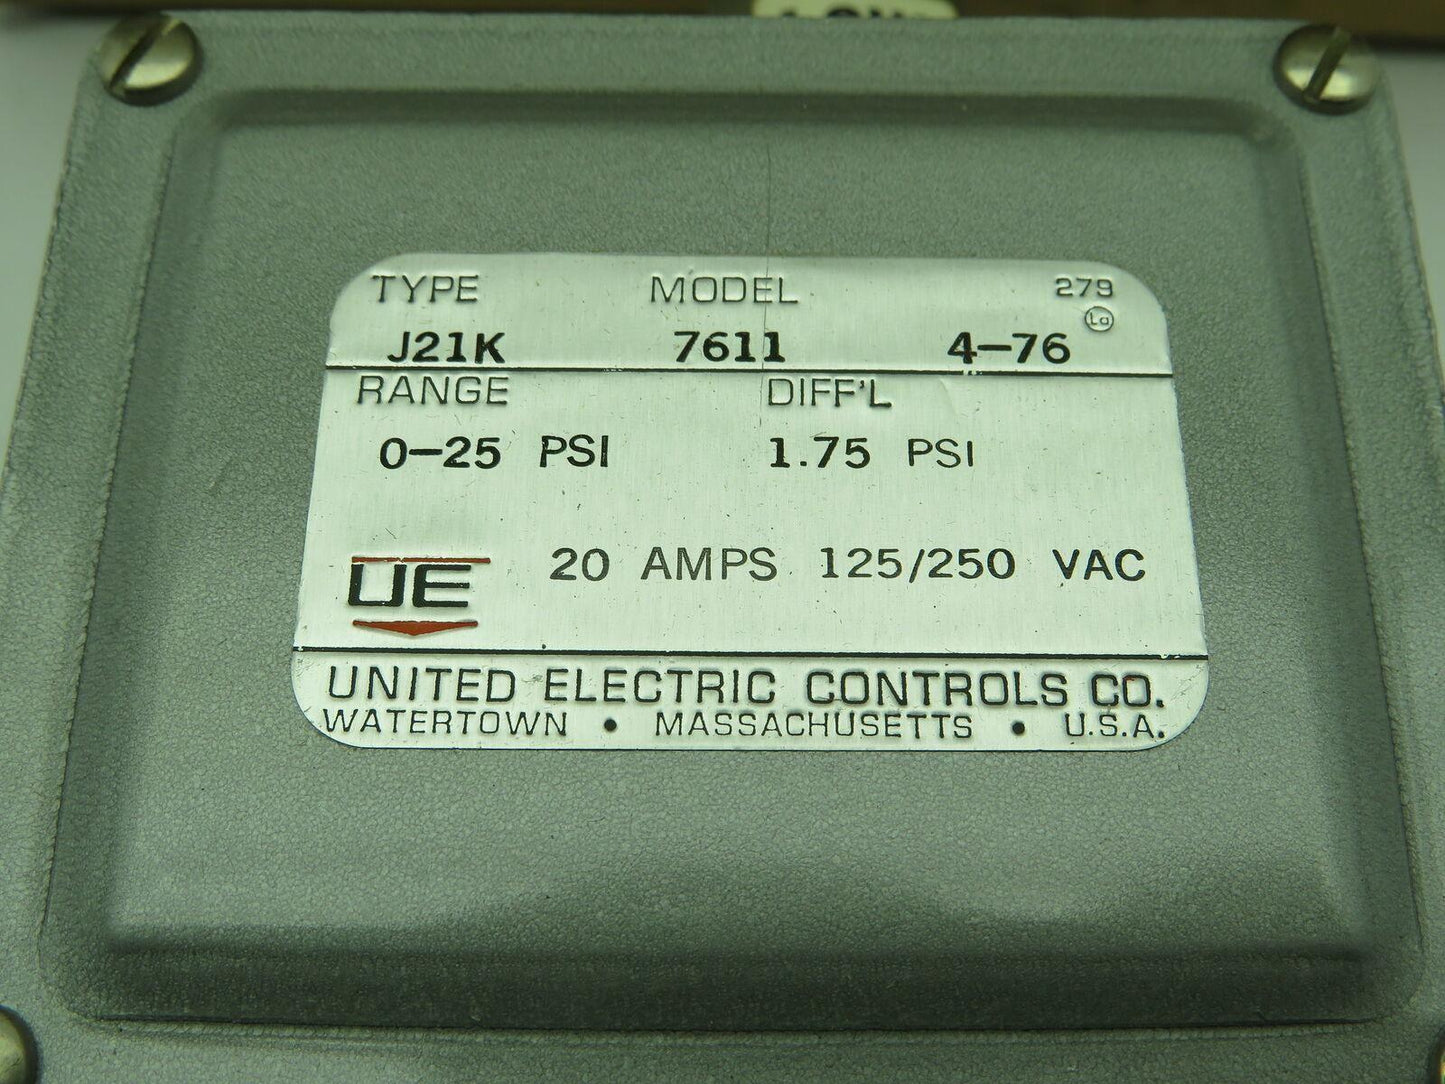 TYPE MODEL 279
J21K 7611 4-76
RANGE DIFF'L
0-25 PSI 1.75 PSI
UE 20 AMPS 125/250 VAC
UNITED ELECTRIC CONTROLS CO.
WATERTOWN • MASSACHUSETTS • U.S.A.